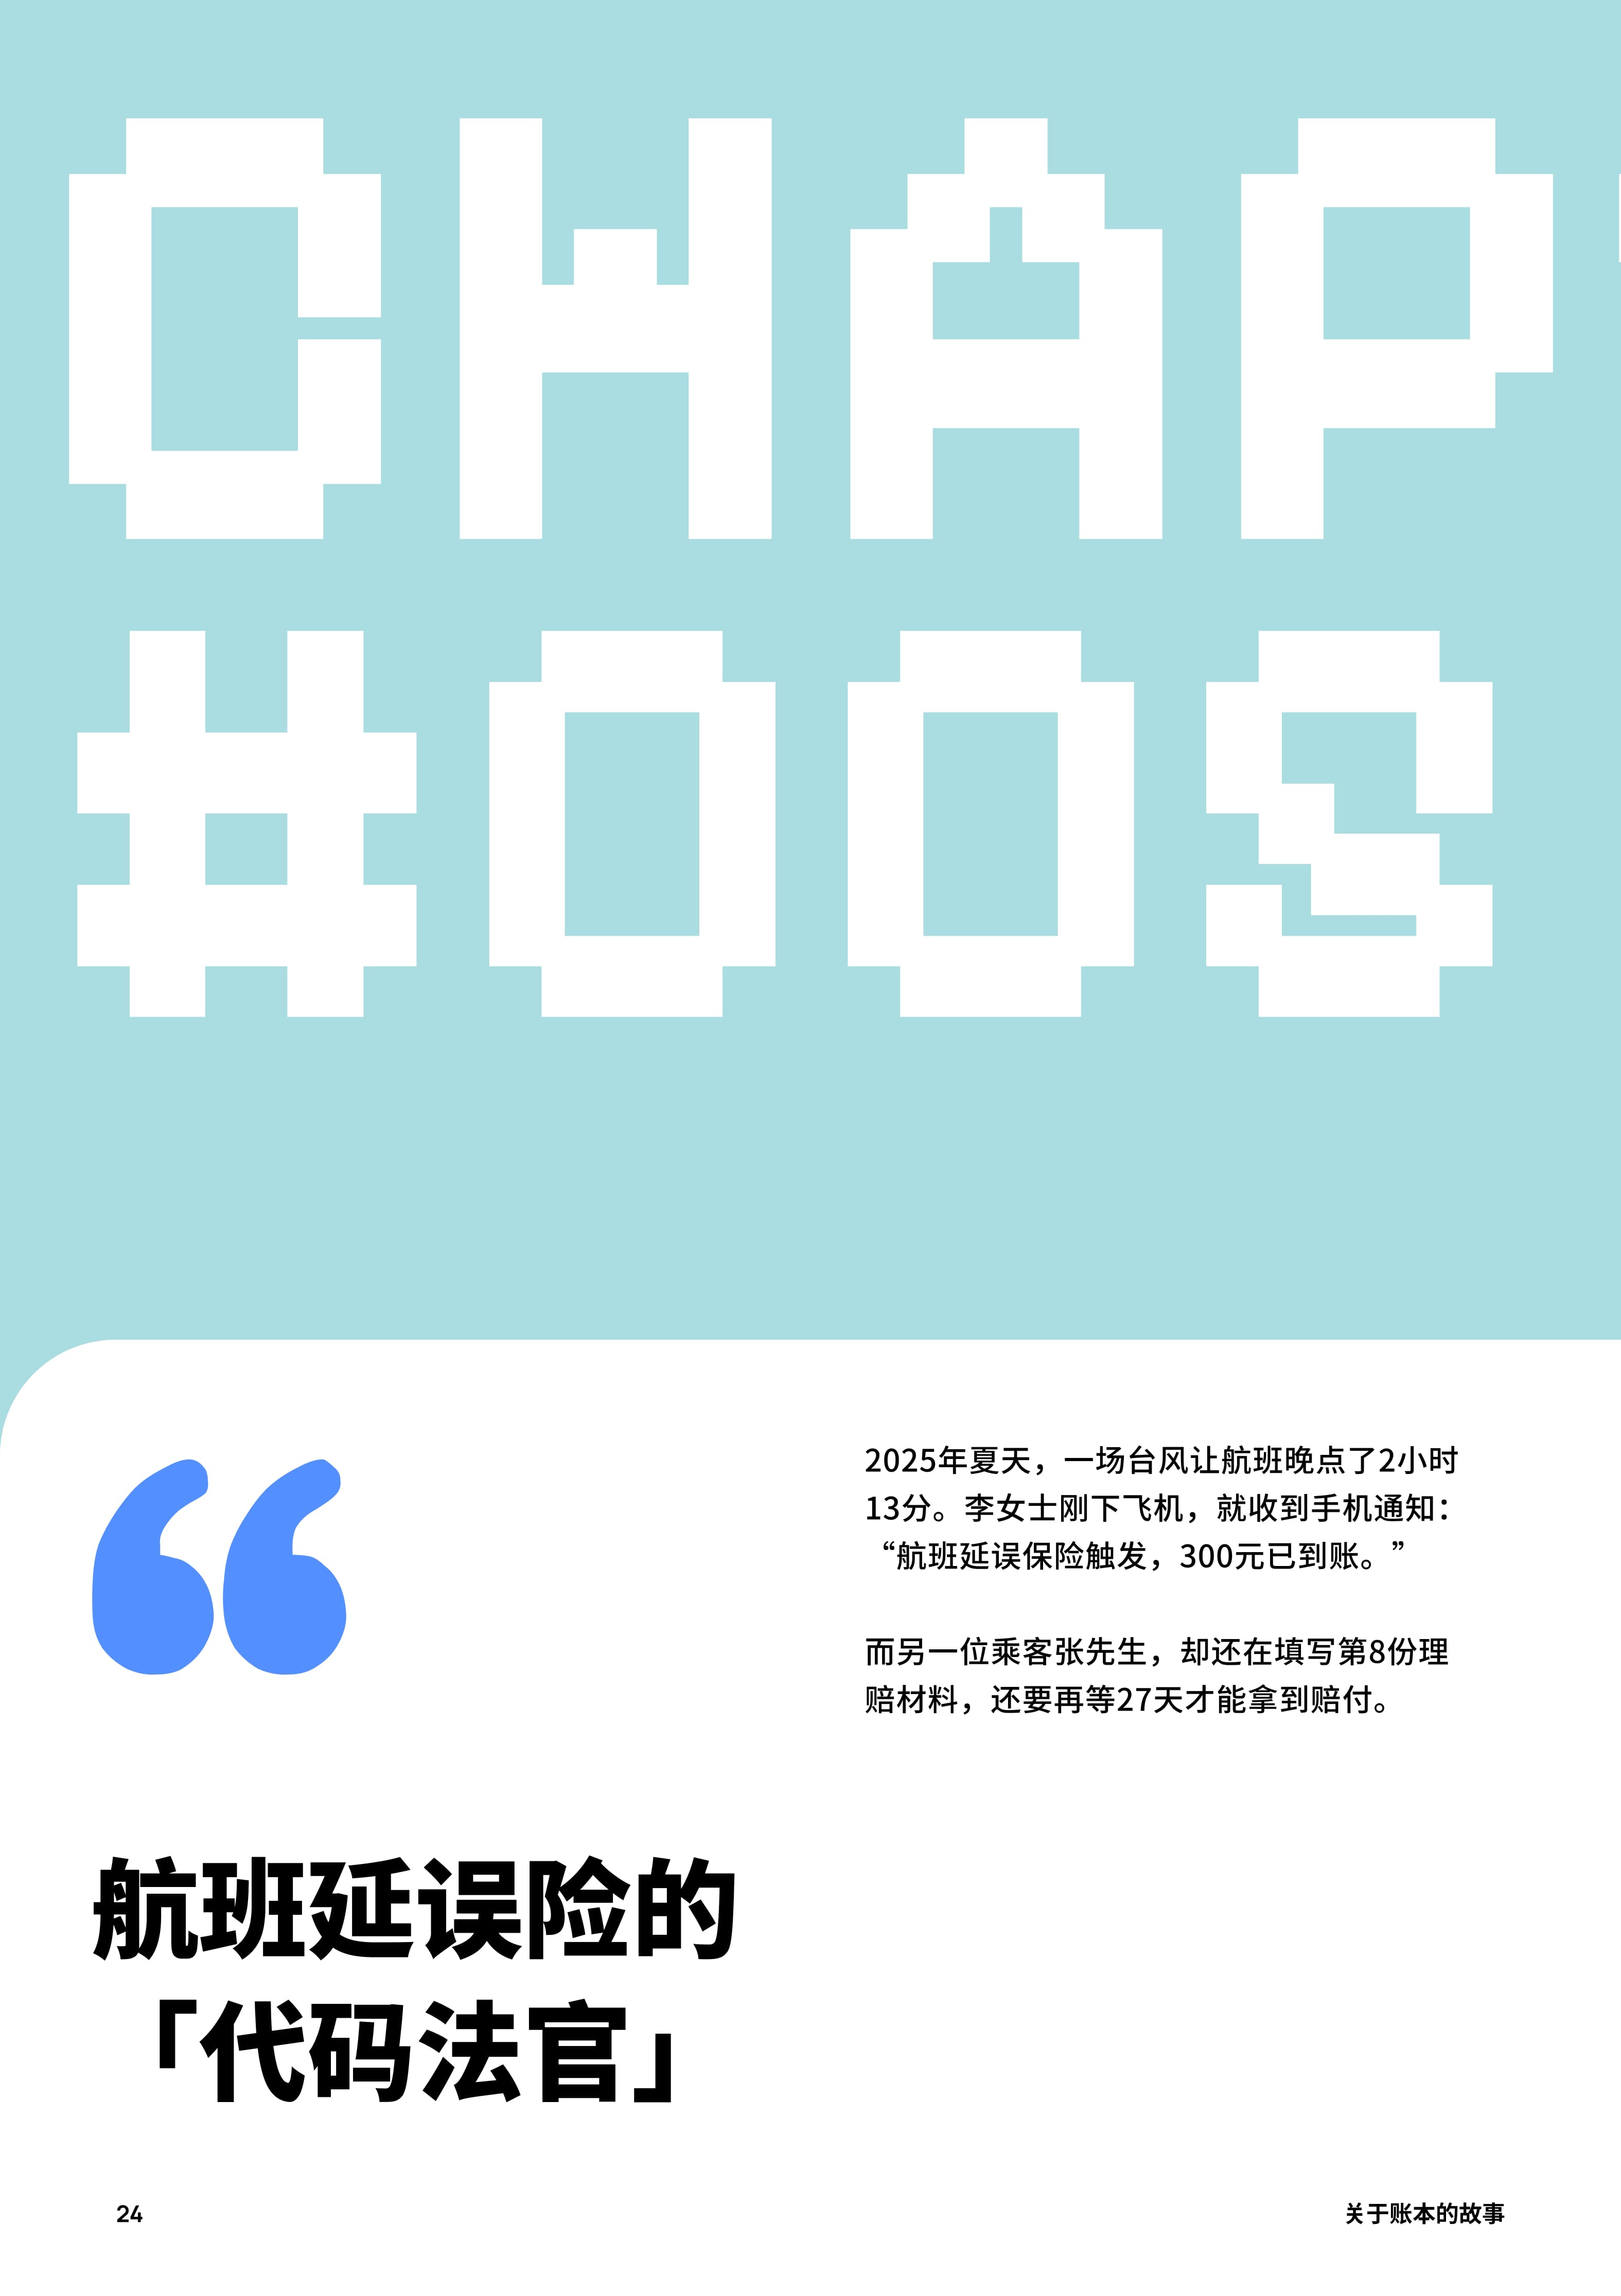 CHAP
#00S
2025年夏天，一场台风让航班晚点了2小时
13分。李女士刚下飞机，就收到手机通知：
“航班延误保险触发，300元已到账。”
而另一位乘客张先生，却还在填写第8份理
赔材料，还要再等27天才能拿到赔付。
航班延误险的
「代码法官」
24
关于账本的故事